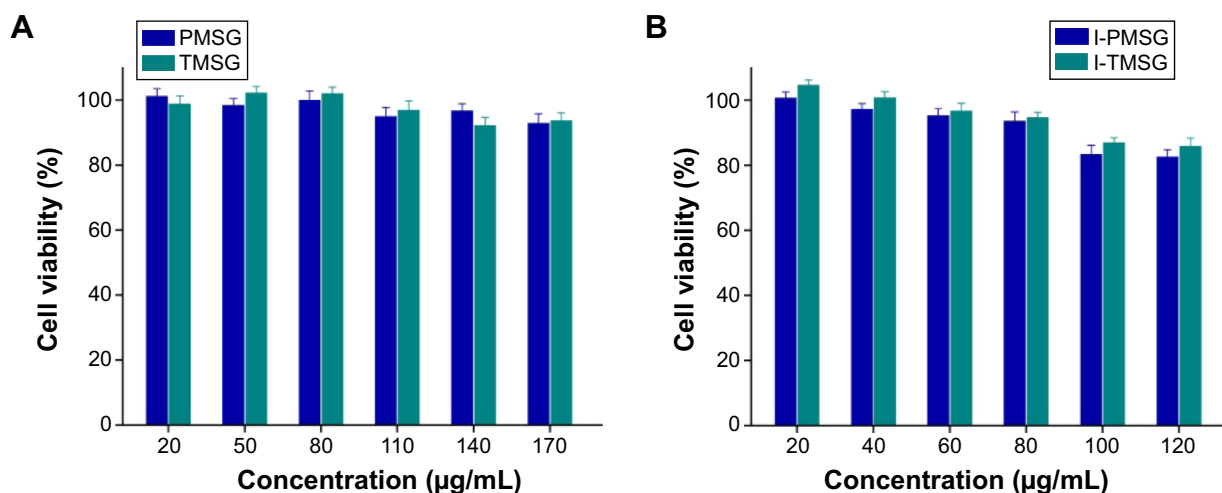 A
PMSG
TMSG
Cell viability (%)
100
80
60
40
20
0
20 50 80 110 140 170
Concentration (µg/mL)
B
I-PMSG
I-TMSG
Cell viability (%)
100
80
60
40
20
0
20 40 60 80 100 120
Concentration (µg/mL)